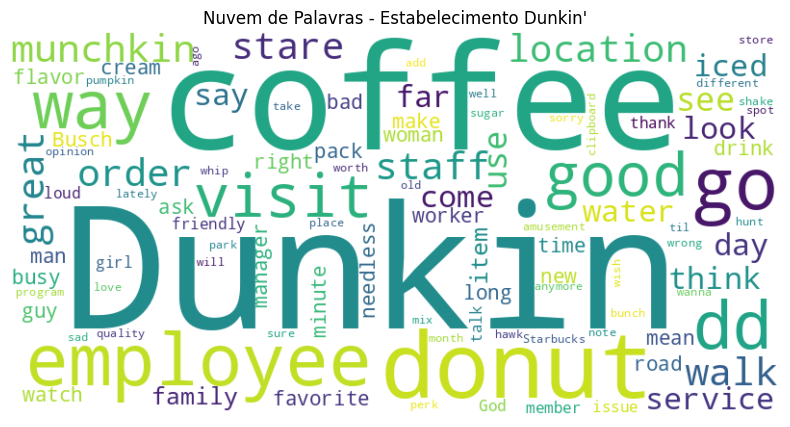 Nuvem de Palavras - Estabelecimento Dunkin'
munchkin cream ago stare coffee location iced store
flavor pumpkin say take bad far add well see different
way Busch make sugar sorry clipboard look shake spot
opinion whip right pack woman use thank drink
great order worth staff good go
loud lately visit old come water
ask friendly place needless worker item amusement time day
man girl park manager til wrong hunt
busy love will minute Dunkin long new anymore wish think
guy program talk bunch dd
sad quality sure mix hawk Starbucks note mean
employee month donut road walk
watch family favorite perk God member issue service wanna